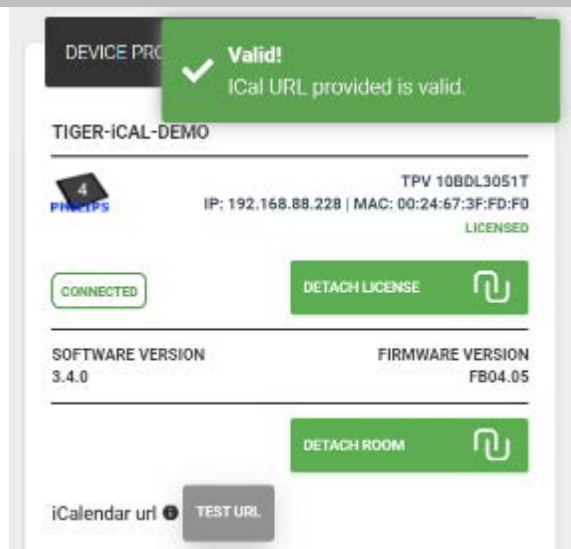 DEVICE PRO
Valid!
ICal URL provided is valid.
TIGER-iCAL-DEMO
4
PHILIPS
TPV 10BDL3051T
IP: 192.168.88.228 | MAC: 00:24:67:3F:FD:F0
LICENSED
CONNECTED
DETACH LICENSE
SOFTWARE VERSION
FIRMWARE VERSION
3.4.0
FB04.05
DETACH ROOM
iCalendar url
TEST URL